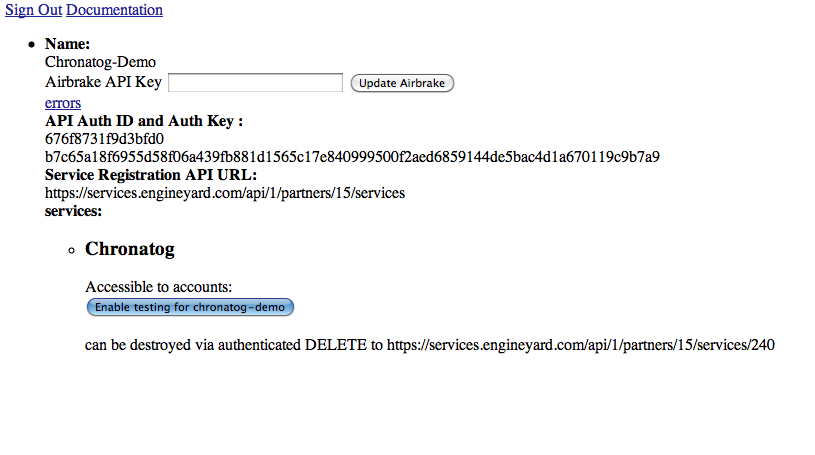 Sign Out Documentation
Name:
Chronatog-Demo
Airbrake API Key Update Airbrake
errors
API Auth ID and Auth Key :
676f8731f9d3bfd0
b7c65a18f6955d58f06a439fb881d1565c17e840999500f2aed6859144de5bac4d1a670119c9b7a9
Service Registration API URL:
https://services.engineyard.com/api/1/partners/15/services
services:
Chronatog
Accessible to accounts:
Enable testing for chronatog-demo
can be destroyed via authenticated DELETE to https://services.engineyard.com/api/1/partners/15/services/240